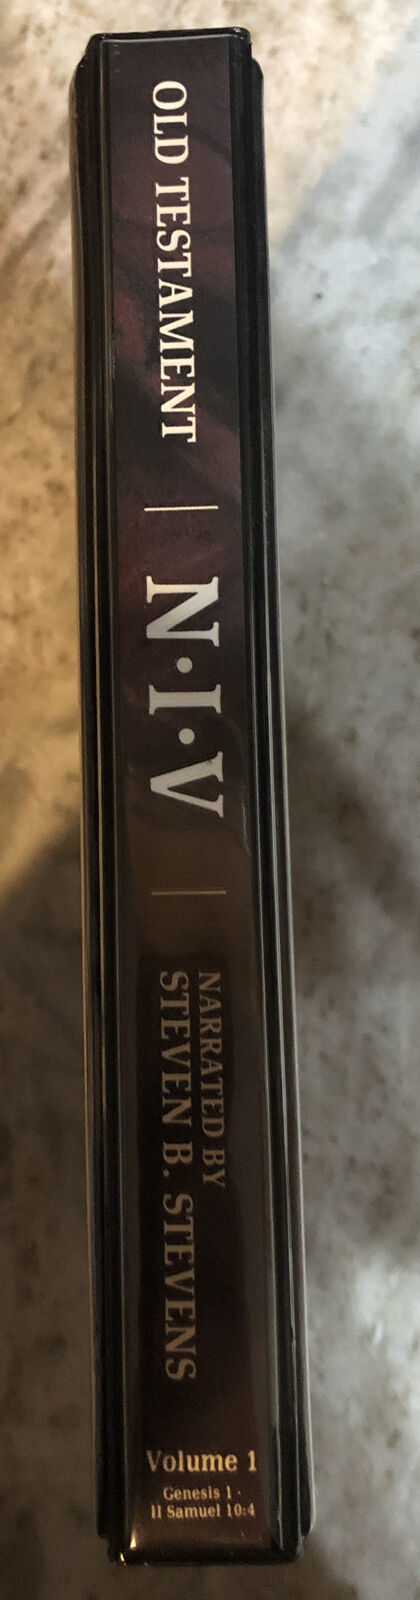 OLD TESTAMENT
N·I·V
NARRATED BY
STEVEN B. STEVENS
Volume 1
Genesis 1 -
II Samuel 10:4